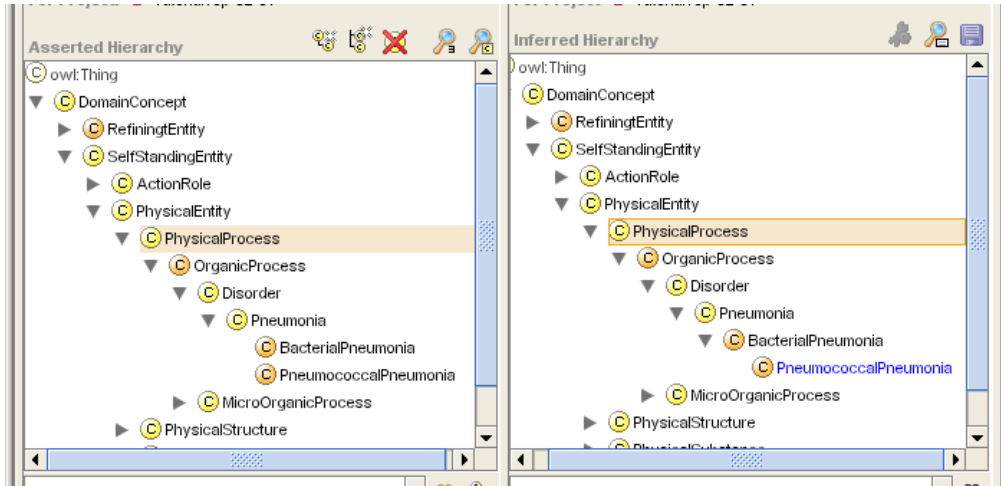 Asserted Hierarchy
owl:Thing
DomainConcept
RefiningEntity
SelfStandingEntity
ActionRole
PhysicalEntity
PhysicalProcess
OrganicProcess
Disorder
Pneumonia
BacterialPneumonia
PneumococcalPneumonia
MicroOrganicProcess
PhysicalStructure
Inferred Hierarchy
owl:Thing
DomainConcept
RefiningtEntity
SelfStandingEntity
ActionRole
PhysicalEntity
PhysicalProcess
OrganicProcess
Disorder
Pneumonia
BacterialPneumonia
PneumococcalPneumonia
MicroOrganicProcess
PhysicalStructure